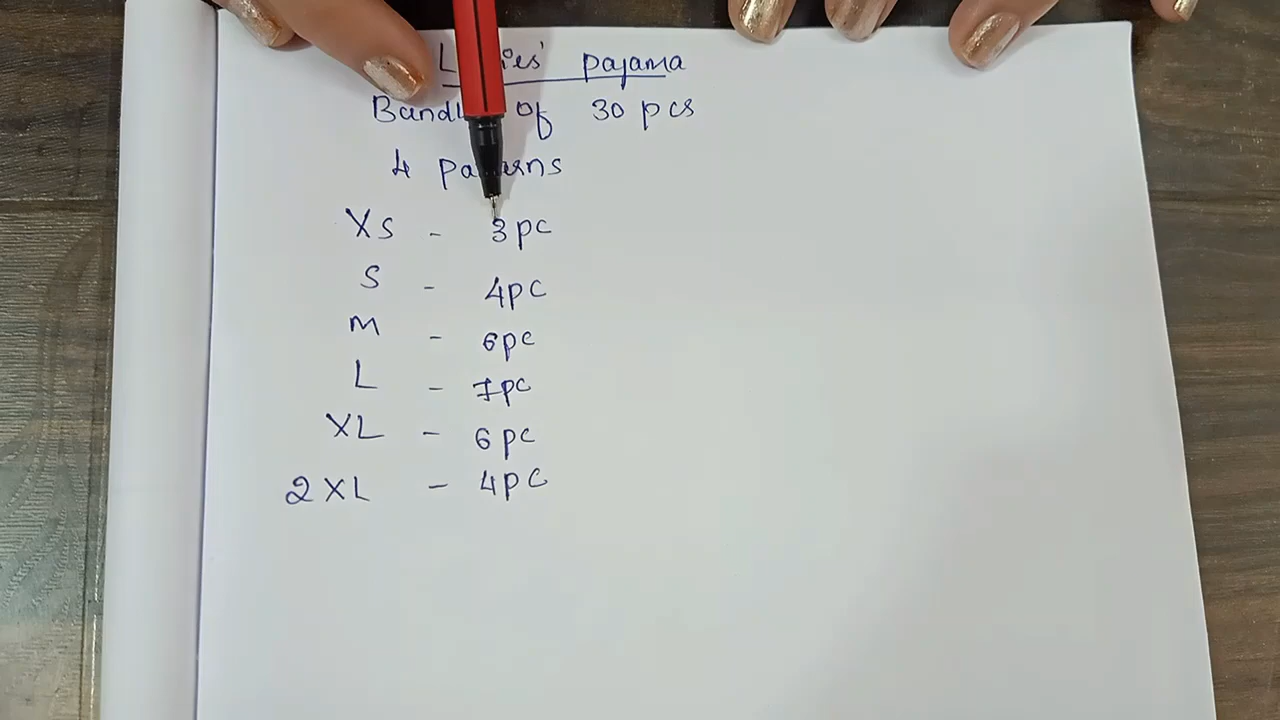 pajama
of 30 pcs
4
XS - 3pc
S - 4pc
M - 6pc
L - 7pc
XL - 6pc
2XL - 4pc